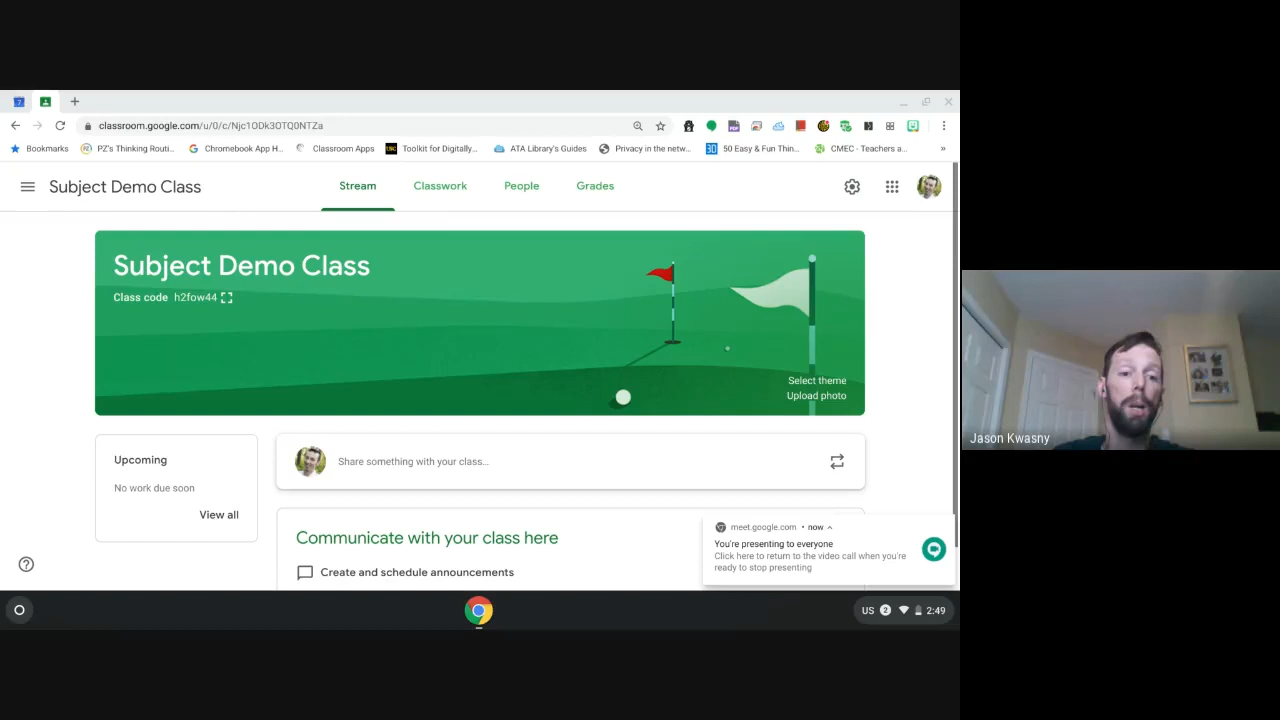 classroom.google.com/u/0/c/Njc1ODk3OTQ0NTZa
Bookmarks
PZ's Thinking Routi...
Chromebook App H...
Classroom Apps
Toolkit for Digitally...
ATA Library's Guides
Privacy in the netw...
50 Easy & Fun Thin...
CMEC - Teachers a...
»
Subject Demo Class
Stream
Classwork
People
Grades
Subject Demo Class
Class code h2fow44
Select theme
Upload photo
Upcoming
No work due soon
View all
Share something with your class...
Communicate with your class here
Create and schedule announcements
meet.google.com • now
You're presenting to everyone
Click here to return to the video call when you're
ready to stop presenting
US 2 2:49
Jason Kwasny